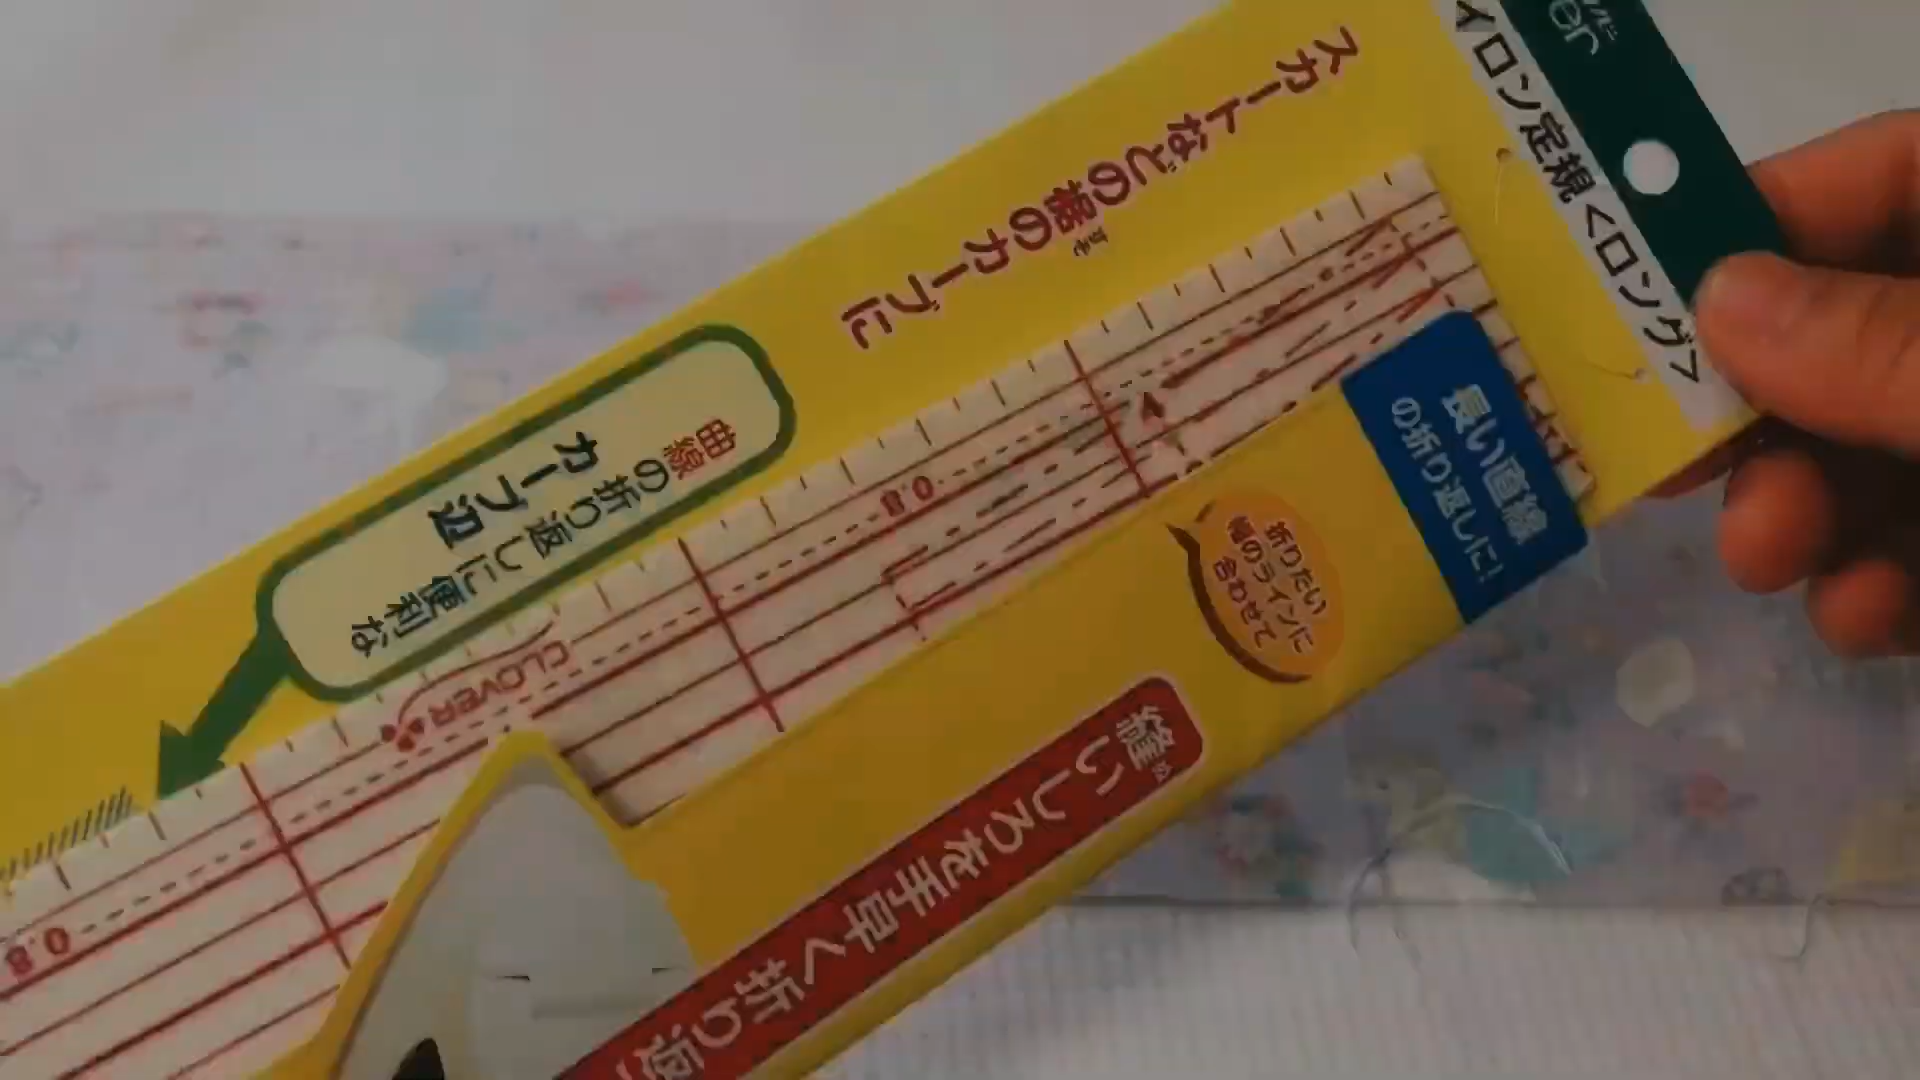 er
イロン定規<ロング>
スカートなどの裾のカーブに
すそ
曲線の折り返しに便利な
カーブ辺
長い直線
の折り返しに!
折りたい
幅のラインに
合わせて
縫いしろを手早く折り返
ぬ
CLOVER
0.8
0.8